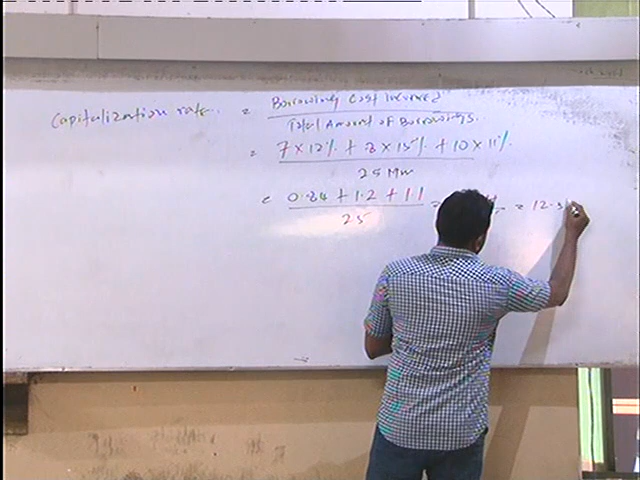 Capitalization rate = Borrowing Cost Incurred
Total Amount of Borrowings.
= 7 × 12% + 8 × 15% + 10 × 11%
25 Mn
= 0.84 + 1.2 + 1.1
25
= 12.5